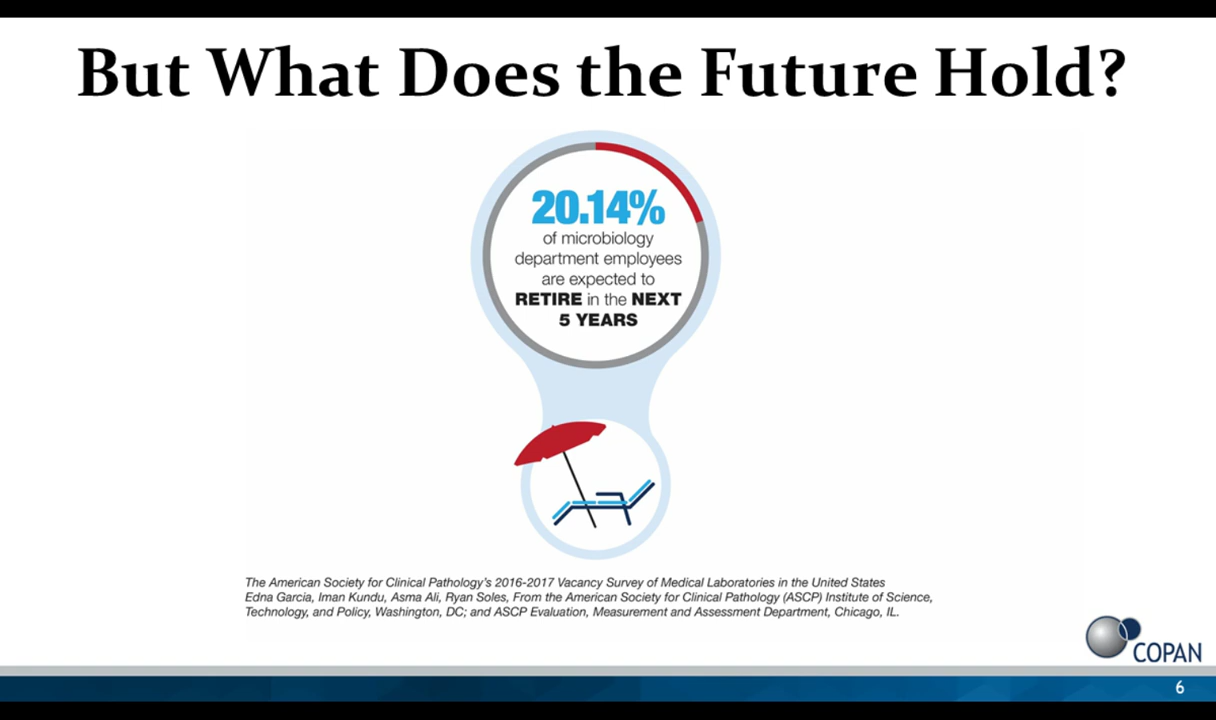 But What Does the Future Hold?
20.14%
of microbiology
department employees
are expected to
RETIRE in the NEXT
5 YEARS
The American Society for Clinical Pathology's 2016-2017 Vacancy Survey of Medical Laboratories in the United States
Edna Garcia, Iman Kundu, Asma Ali, Ryan Soles, From the American Society for Clinical Pathology (ASCP) Institute of Science,
Technology, and Policy, Washington, DC; and ASCP Evaluation, Measurement and Assessment Department, Chicago, IL.
COPAN
6